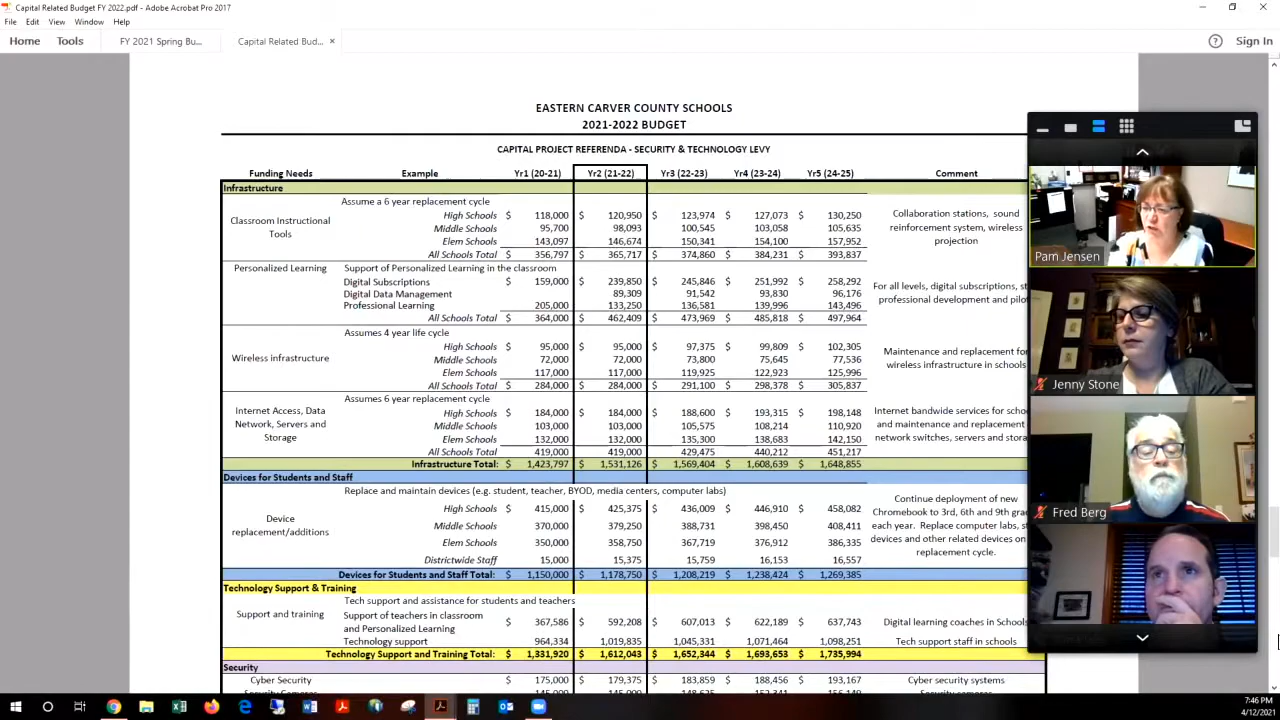 Capital Related Budget FY 2022.pdf - Adobe Acrobat Pro 2017
File Edit View Window Help
Home Tools FY 2021 Spring Bu... Capital Related Bud... × Sign In
EASTERN CARVER COUNTY SCHOOLS
2021-2022 BUDGET
CAPITAL PROJECT REFERENDA - SECURITY & TECHNOLOGY LEVY
Funding Needs Example Yr1 (20-21) Yr2 (21-22) Yr3 (22-23) Yr4 (23-24) Yr5 (24-25) Comment
Infrastructure
Classroom Instructional Tools
Assume a 6 year replacement cycle
High Schools $ 118,000 $ 120,950 $ 123,974 $ 127,073 $ 130,250
Middle Schools 95,700 98,093 100,545 103,058 105,635
Elem Schools 143,097 146,674 150,341 154,100 157,952
All Schools Total $ 356,797 $ 365,717 $ 374,860 $ 384,231 $ 393,837
Collaboration stations, sound
reinforcement system, wireless
projection
Personalized Learning Support of Personalized Learning in the classroom
Digital Subscriptions $ 159,000 $ 239,850 $ 245,846 $ 251,992 $ 258,292
Digital Data Management 89,309 91,542 93,830 96,176
Professional Learning 205,000 133,250 136,581 139,996 143,496
All Schools Total $ 364,000 $ 462,409 $ 473,969 $ 485,818 $ 497,964
For all levels, digital subscriptions,
professional development and
Wireless infrastructure
Assumes 4 year life cycle
High Schools $ 95,000 $ 95,000 $ 97,375 $ 99,809 $ 102,305
Middle Schools 72,000 72,000 73,800 75,645 77,536
Elem Schools 117,000 117,000 119,925 122,923 125,996
All Schools Total $ 284,000 $ 284,000 $ 291,100 $ 298,378 $ 305,837
Maintenance and replacement for
wireless infrastructure in schools
Internet Access, Data
Network, Servers and
Storage
Assumes 6 year replacement cycle
High Schools $ 184,000 $ 184,000 $ 188,600 $ 193,315 $ 198,148
Middle Schools 103,000 103,000 105,575 108,214 110,920
Elem Schools 132,000 132,000 135,300 138,683 142,150
All Schools Total $ 419,000 $ 419,000 $ 429,475 $ 440,212 $ 451,217
Internet bandwide services for
and maintenance and replacement
network switches, servers and
Infrastructure Total: $ 1,423,797 $ 1,531,126 $ 1,569,404 $ 1,608,639 $ 1,648,855
Devices for Students and Staff
Device
replacement/additions
Replace and maintain devices (e.g. student, teacher, BYOD, media centers, computer labs)
High Schools $ 415,000 $ 425,375 $ 436,009 $ 446,910 $ 458,082
Middle Schools 370,000 379,250 388,731 398,450 408,411
Elem Schools 350,000 358,750 367,719 376,912 386,335
Districtwide Staff 15,000 15,375 15,759 16,153 16,557
Continue deployment of new
Chromebook to 3rd, 6th and 9th
each year. Replace computer labs,
devices and other related devices on
replacement cycle.
Devices for Students and Staff Total: $ 1,150,000 $ 1,178,750 $ 1,208,219 $ 1,238,424 $ 1,269,385
Technology Support & Training
Support and training
Tech support and assistance for students and teachers
Support of teachers in classroom
and Personalized Learning $ 367,586 $ 592,208 $ 607,013 $ 622,189 $ 637,743 Digital learning coaches in Schools
Technology support 964,334 1,019,835 1,045,331 1,071,464 1,098,251 Tech support staff in schools
Technology Support and Training Total: $ 1,331,920 $ 1,612,043 $ 1,652,344 $ 1,693,653 $ 1,735,994
Security
Cyber Security $ 175,000 $ 179,375 $ 183,859 $ 188,456 $ 193,167 Cyber security systems
Pam Jensen
Jenny Stone
Fred Berg
7:46 PM
4/12/2021